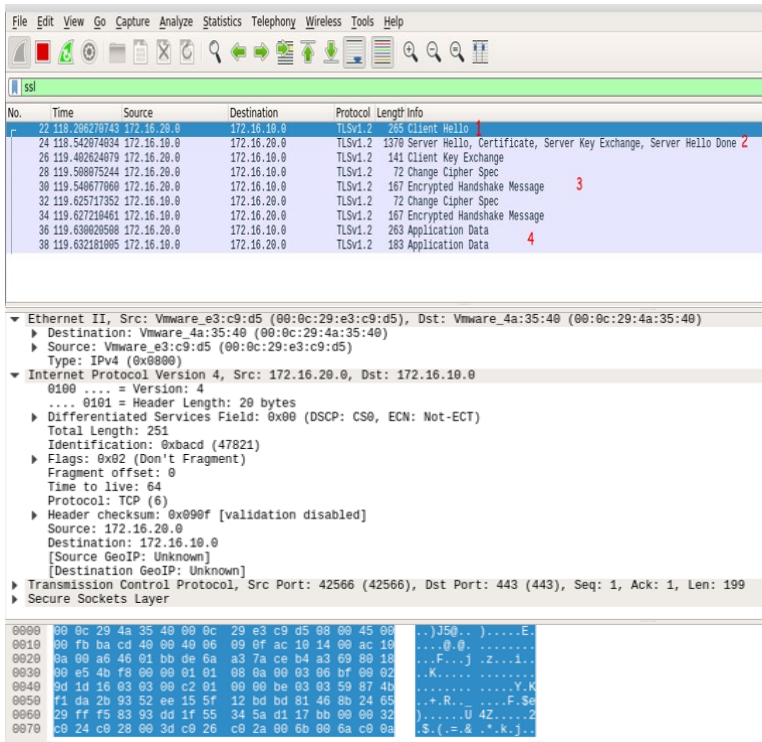 File Edit View Go Capture Analyze Statistics Telephony Wireless Tools Help
ssl
No. Time Source Destination Protocol Length Info
22 118.206270743 172.16.20.0 172.16.10.0 TLSv1.2 265 Client Hello 1
24 118.542074034 172.16.10.0 172.16.20.0 TLSv1.2 1370 Server Hello, Certificate, Server Key Exchange, Server Hello Done 2
26 119.402624079 172.16.20.0 172.16.10.0 TLSv1.2 141 Client Key Exchange
28 119.508075244 172.16.20.0 172.16.10.0 TLSv1.2 72 Change Cipher Spec
30 119.540677060 172.16.20.0 172.16.10.0 TLSv1.2 167 Encrypted Handshake Message 3
32 119.625717352 172.16.10.0 172.16.20.0 TLSv1.2 72 Change Cipher Spec
34 119.627210461 172.16.10.0 172.16.20.0 TLSv1.2 167 Encrypted Handshake Message
36 119.630020508 172.16.20.0 172.16.10.0 TLSv1.2 263 Application Data
38 119.632181005 172.16.10.0 172.16.20.0 TLSv1.2 183 Application Data 4
Ethernet II, Src: Vmware_e3:c9:d5 (00:0c:29:e3:c9:d5), Dst: Vmware_4a:35:40 (00:0c:29:4a:35:40)
Destination: Vmware_4a:35:40 (00:0c:29:4a:35:40)
Source: Vmware_e3:c9:d5 (00:0c:29:e3:c9:d5)
Type: IPv4 (0x0800)
Internet Protocol Version 4, Src: 172.16.20.0, Dst: 172.16.10.0
0100 .... = Version: 4
.... 0101 = Header Length: 20 bytes
Differentiated Services Field: 0x00 (DSCP: CS0, ECN: Not-ECT)
Total Length: 251
Identification: 0xbacd (47821)
Flags: 0x02 (Don't Fragment)
Fragment offset: 0
Time to live: 64
Protocol: TCP (6)
Header checksum: 0x090f [validation disabled]
Source: 172.16.20.0
Destination: 172.16.10.0
[Source GeoIP: Unknown]
[Destination GeoIP: Unknown]
Transmission Control Protocol, Src Port: 42566 (42566), Dst Port: 443 (443), Seq: 1, Ack: 1, Len: 199
Secure Sockets Layer
0000 00 0c 29 4a 35 40 00 0c 29 e3 c9 d5 08 00 45 00 ..)J5@.. ).....E.
0010 00 fb ba cd 40 00 40 06 09 0f ac 10 14 00 ac 10 ....@.@. ........
0020 0a 00 a6 46 01 bb de 6a a3 7a ce b4 a3 69 80 18 ...F...j .z...i..
0030 00 e5 4b f8 00 00 01 01 08 0a 00 03 06 bf 00 02 ..K..... ........
0040 9d 1d 16 03 03 00 c2 01 00 00 be 03 03 59 87 4b ........ .....Y.K
0050 f1 da 2b 93 52 ee 15 5f 12 bd bd 81 46 8b 24 65 ..+.R.._ ....F.$e
0060 29 ff f5 83 93 dd 1f 55 34 5a d1 17 bb 00 00 32 )......U 4Z.....2
0070 c0 24 c0 28 00 3d c0 26 c0 2a 00 6b 00 6a c0 0a .$.(.=.& .*.k.j..